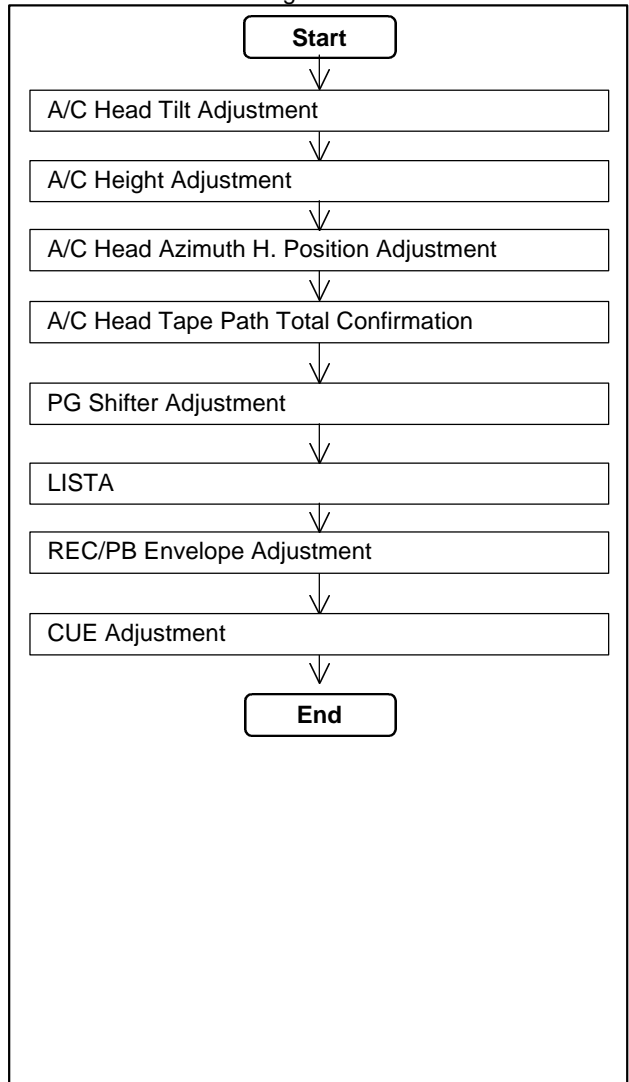 Start
A/C Head Tilt Adjustment
A/C Height Adjustment
A/C Head Azimuth H. Position Adjustment
A/C Head Tape Path Total Confirmation
PG Shifter Adjustment
LISTA
REC/PB Envelope Adjustment
CUE Adjustment
End